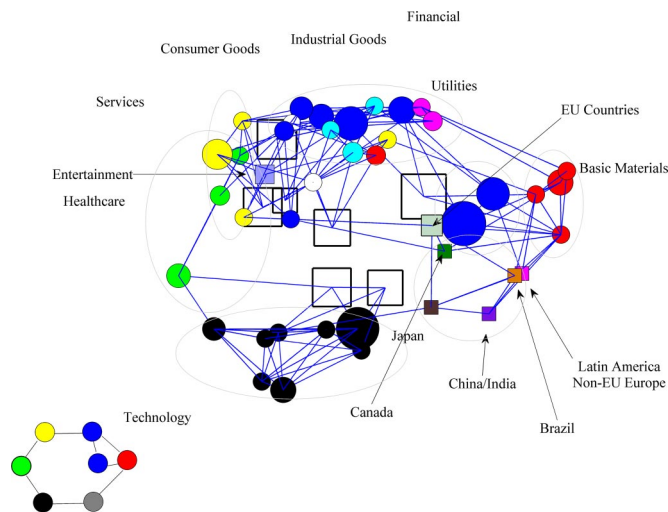 Financial
Industrial Goods
Consumer Goods
Utilities
Services
EU Countries
Basic Materials
Entertainment
Healthcare
Japan
Latin America
Non-EU Europe
China/India
Canada
Brazil
Technology